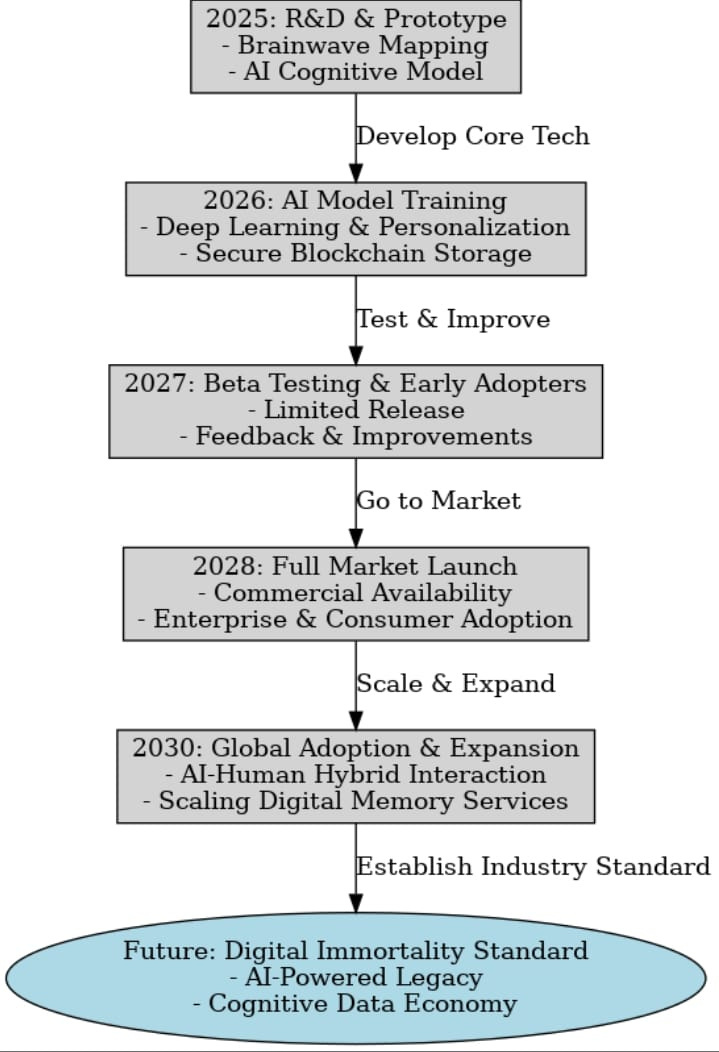 2025: R&D & Prototype
- Brainwave Mapping
- AI Cognitive Model
Develop Core Tech
2026: AI Model Training
- Deep Learning & Personalization
- Secure Blockchain Storage
Test & Improve
2027: Beta Testing & Early Adopters
- Limited Release
- Feedback & Improvements
Go to Market
2028: Full Market Launch
- Commercial Availability
- Enterprise & Consumer Adoption
Scale & Expand
2030: Global Adoption & Expansion
- AI-Human Hybrid Interaction
- Scaling Digital Memory Services
Establish Industry Standard
Future: Digital Immortality Standard
- AI-Powered Legacy
- Cognitive Data Economy